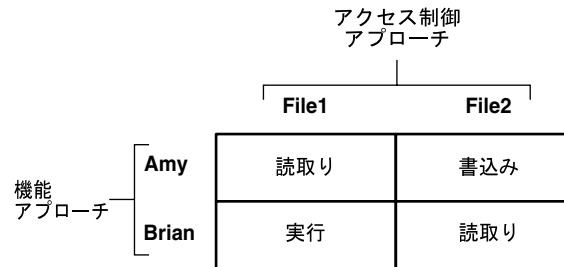 アクセス制御
アプローチ
File1 File2
機能
アプローチ
Amy 読取り 書込み
Brian 実行 読取り